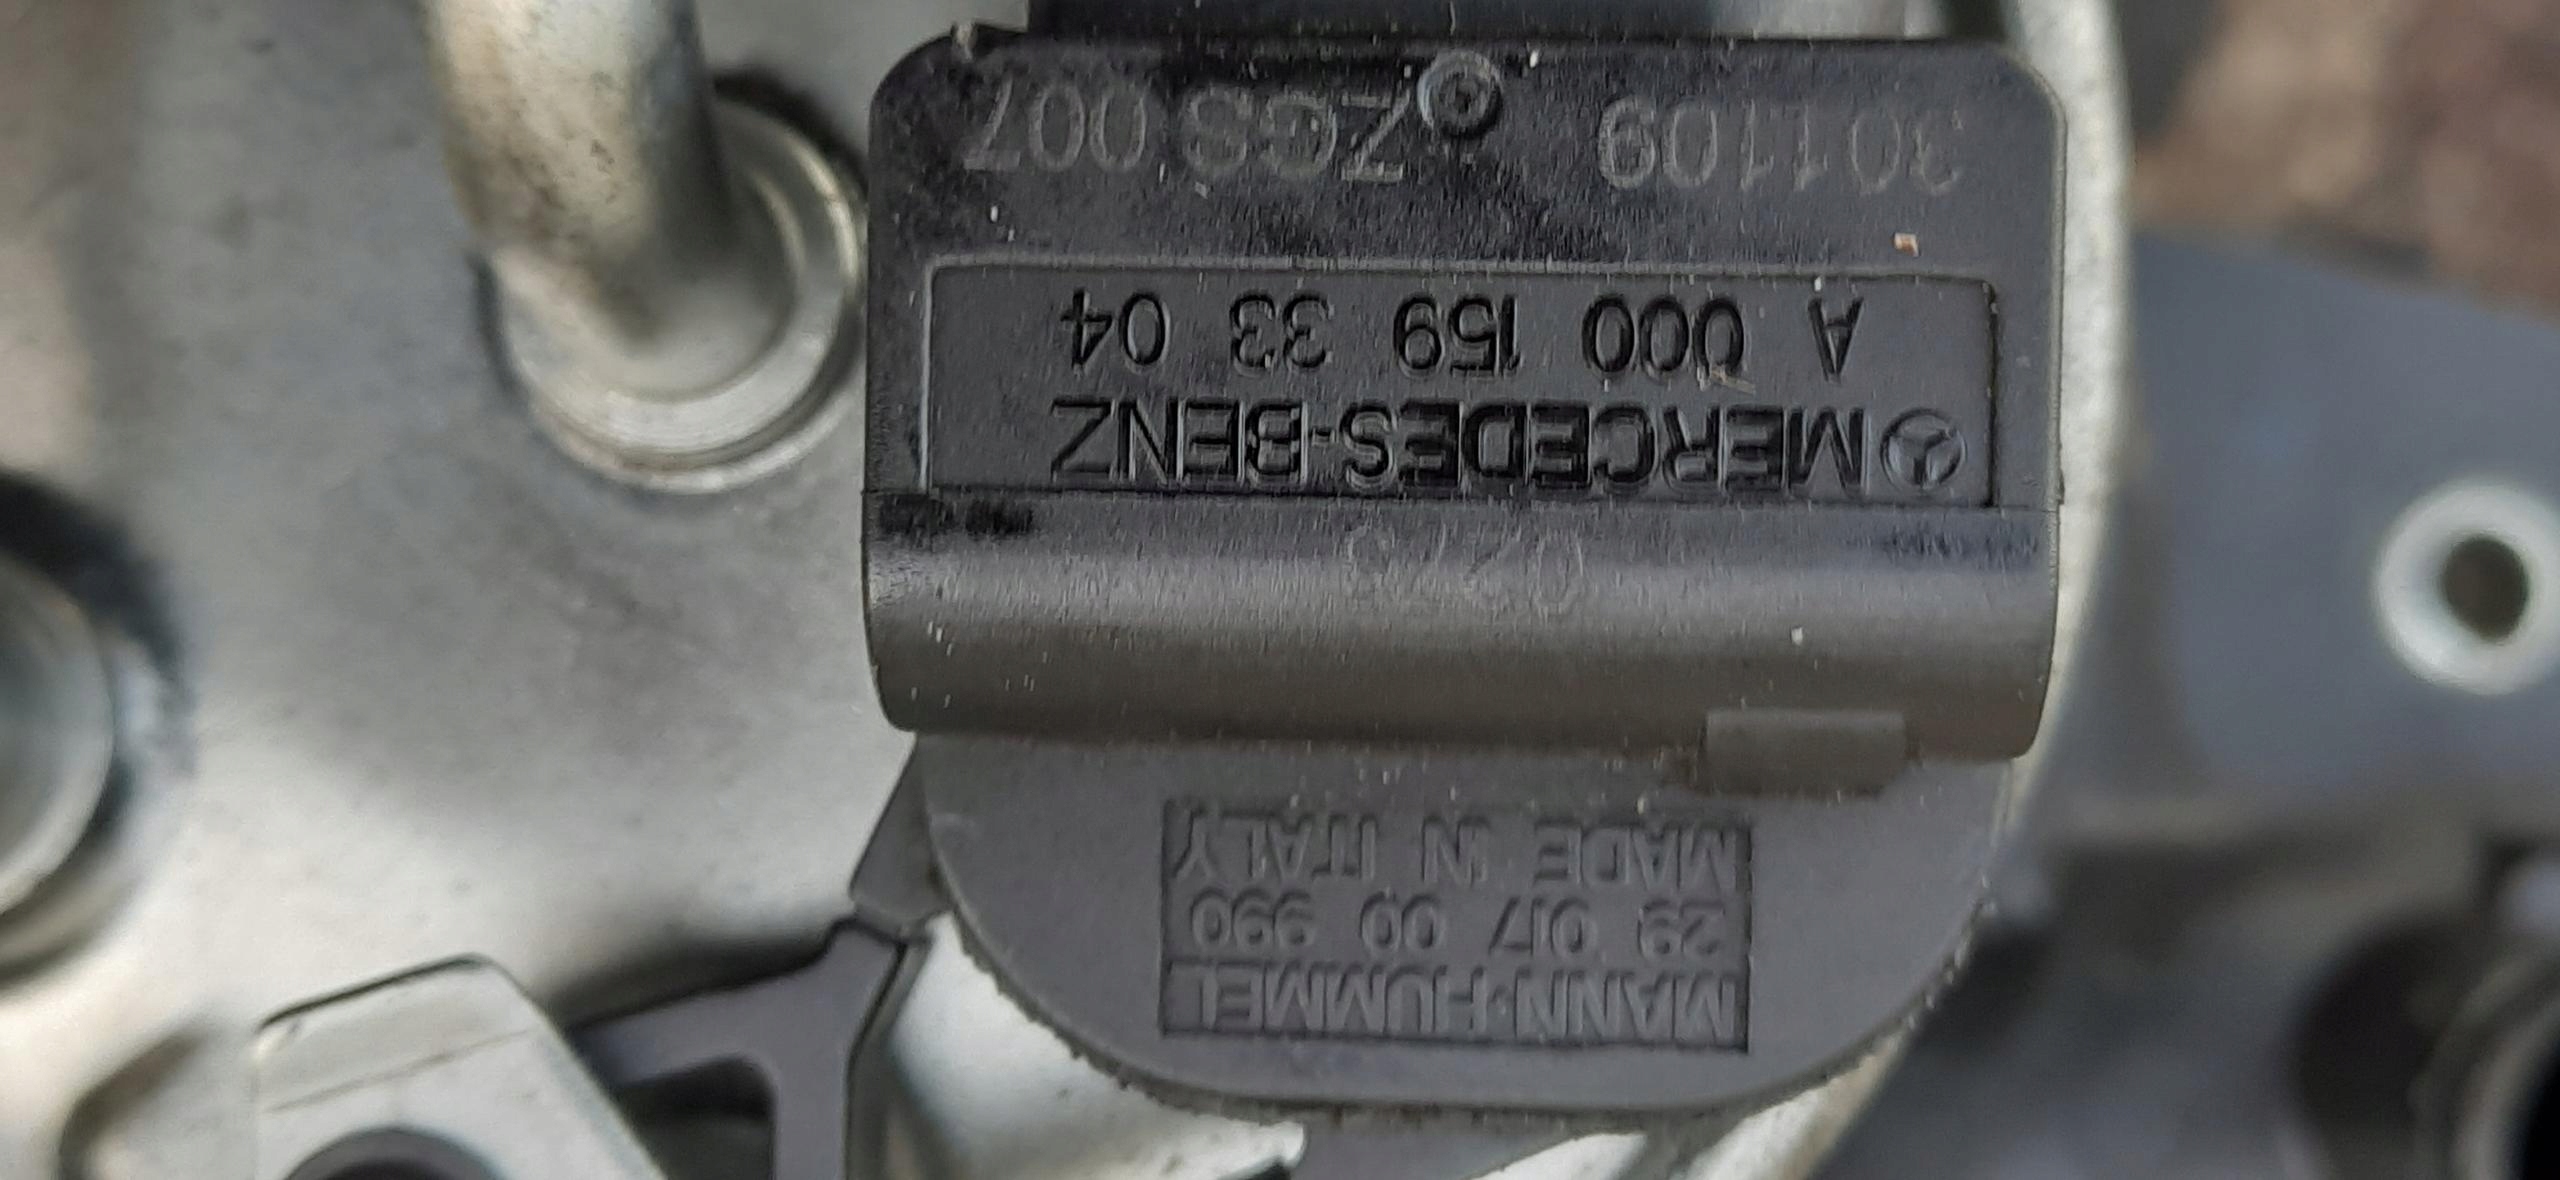 MANN+HUMMEL
29 017 00 990
MADE IN ITALY
MERCEDES-BENZ
A 000 159 33 04
301109 ZGS 007